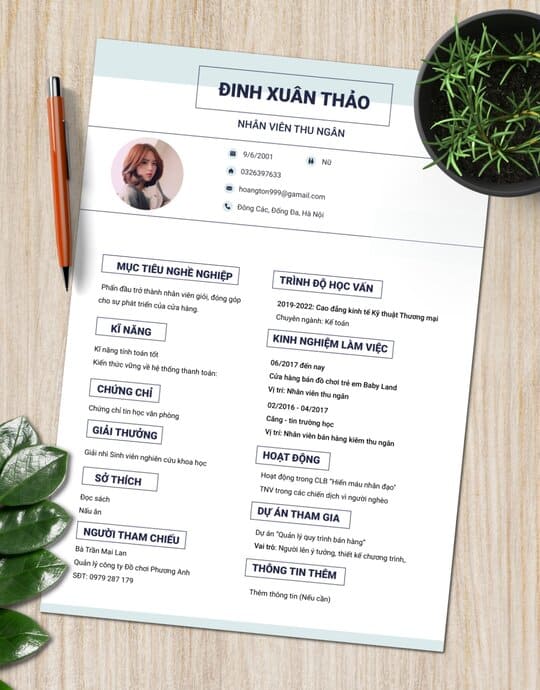 ĐINH XUÂN THẢO
NHÂN VIÊN THU NGÂN
9/6/2001
Nữ
0326397633
hoangton999@gamail.com
Đông Các, Đống Đa, Hà Nội
MỤC TIÊU NGHỀ NGHIỆP
Phấn đấu trở thành nhân viên giỏi, đóng góp
cho sự phát triển của cửa hàng.
KĨ NĂNG
Kĩ năng tính toán tốt
Kiến thức vững về hệ thống thanh toán:
CHỨNG CHỈ
Chứng chỉ tin học văn phòng
GIẢI THƯỞNG
Giải nhì Sinh viên nghiên cứu khoa học
SỞ THÍCH
Đọc sách
Nấu ăn
NGƯỜI THAM CHIẾU
Bà Trần Mai Lan
Quản lý công ty Đồ chơi Phương Anh
SĐT: 0979 287 179
TRÌNH ĐỘ HỌC VẤN
2019-2022: Cao đẳng kinh tế Kỹ thuật Thương mại
Chuyên ngành: Kế toán
KINH NGHIỆM LÀM VIỆC
06/2017 đến nay
Cửa hàng bán đồ chơi trẻ em Baby Land
Vị trí: Nhân viên thu ngân
02/2016 - 04/2017
Căng - tin trường học
Vị trí: Nhân viên bán hàng kiêm thu ngân
HOẠT ĐỘNG
Hoạt động trong CLB "Hiến máu nhân đạo"
TNV trong các chiến dịch vì người nghèo
DỰ ÁN THAM GIA
Dự án "Quản lý quy trình bán hàng"
Vai trò: Người lên ý tưởng, thiết kế chương trình,
THÔNG TIN THÊM
Thêm thông tin (Nếu cần)